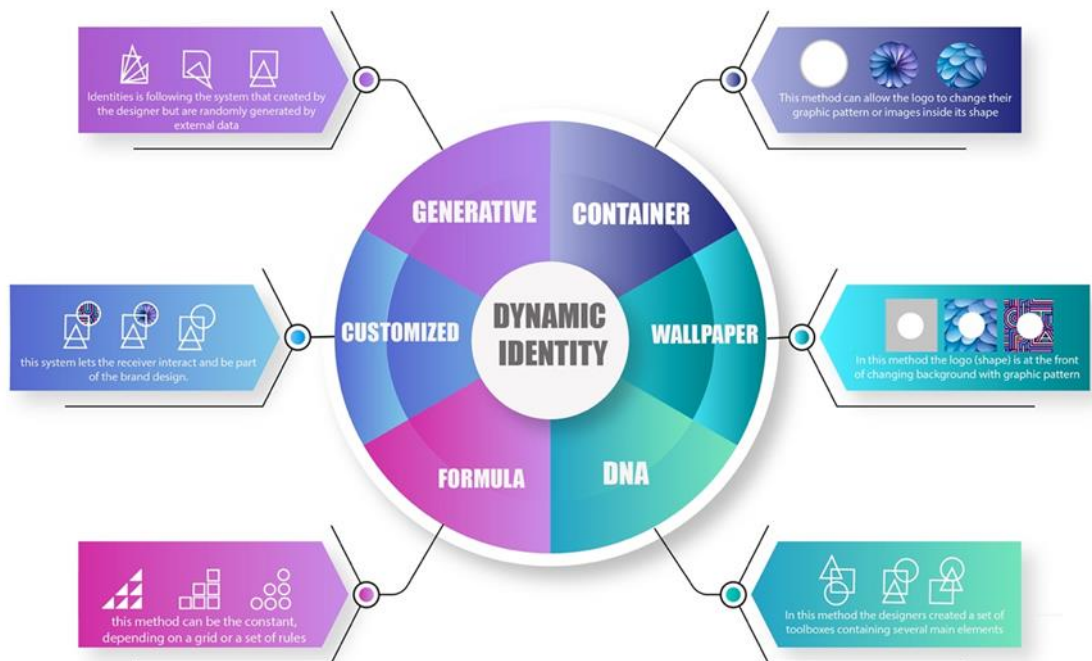 Identities is following the system that created by
the designer but are randomly generated by
external data
This method can allow the logo to change their
graphic pattern or images inside its shape
GENERATIVE
CONTAINER
CUSTOMIZED
DYNAMIC
IDENTITY
WALLPAPER
this system lets the receiver interact and be part
of the brand design.
In this method the logo (shape) is at the front
of changing background with graphic pattern
FORMULA
DNA
this method can be the constant,
depending on a grid or a set of rules
In this method the designers created a set of
toolboxes containing several main elements